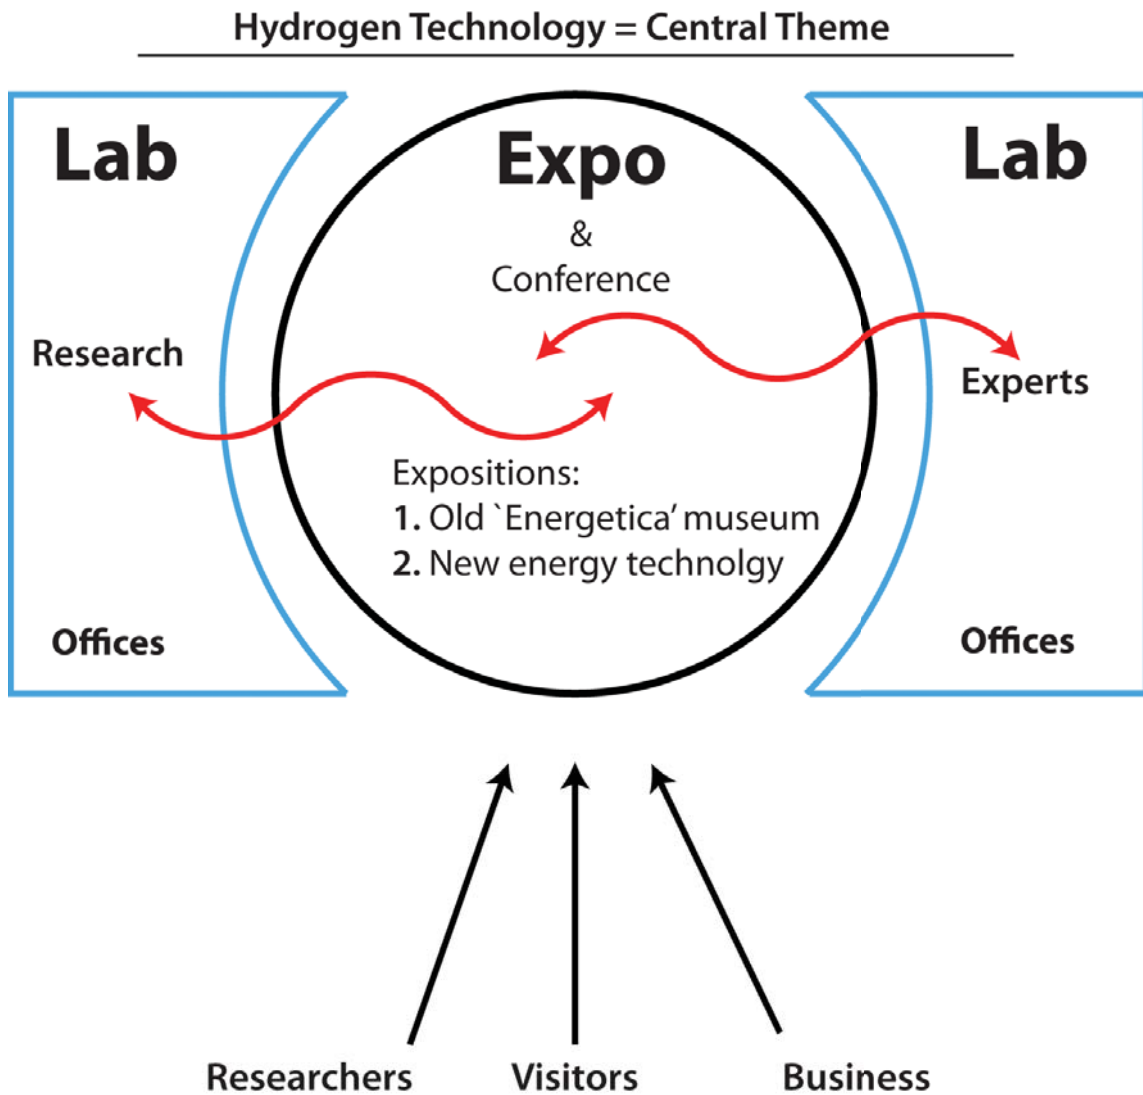 Hydrogen Technology = Central Theme
Lab
Expo
Lab
&
Conference
Research
Experts
Expositions:
1. Old `Energetica’ museum
2. New energy technolgy
Offices
Offices
Researchers
Visitors
Business